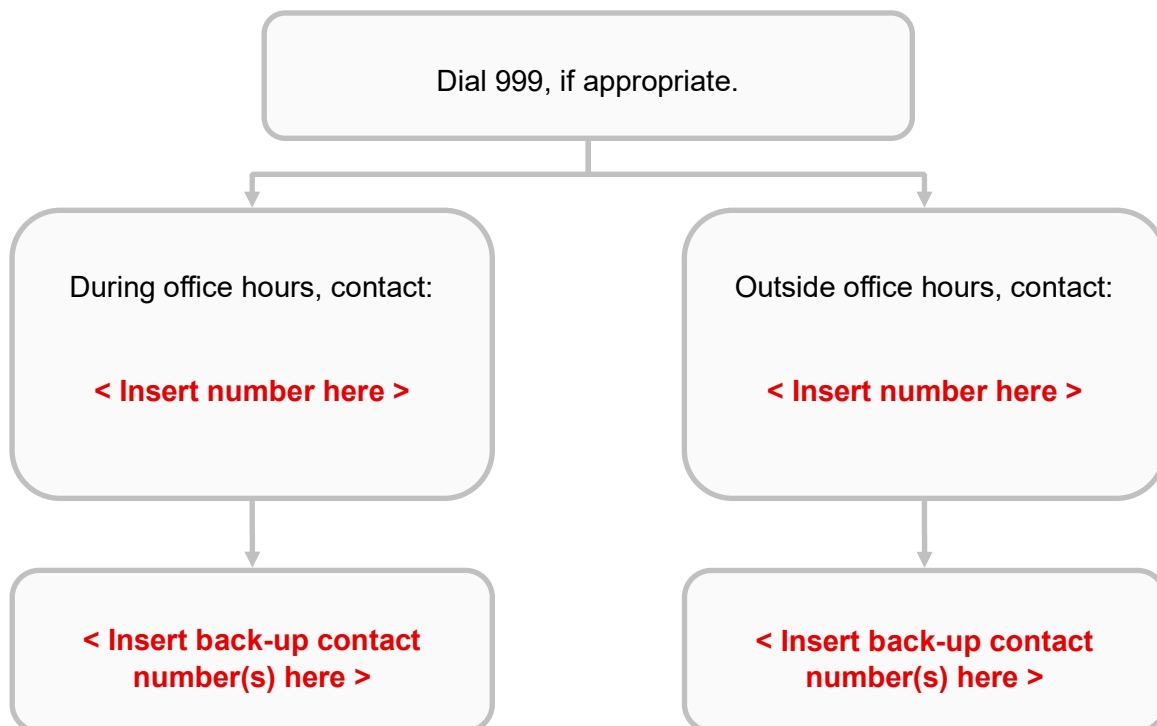 Dial 999, if appropriate.
During office hours, contact:
< Insert number here >
Outside office hours, contact:
< Insert number here >
< Insert back-up contact
number(s) here >
< Insert back-up contact
number(s) here >